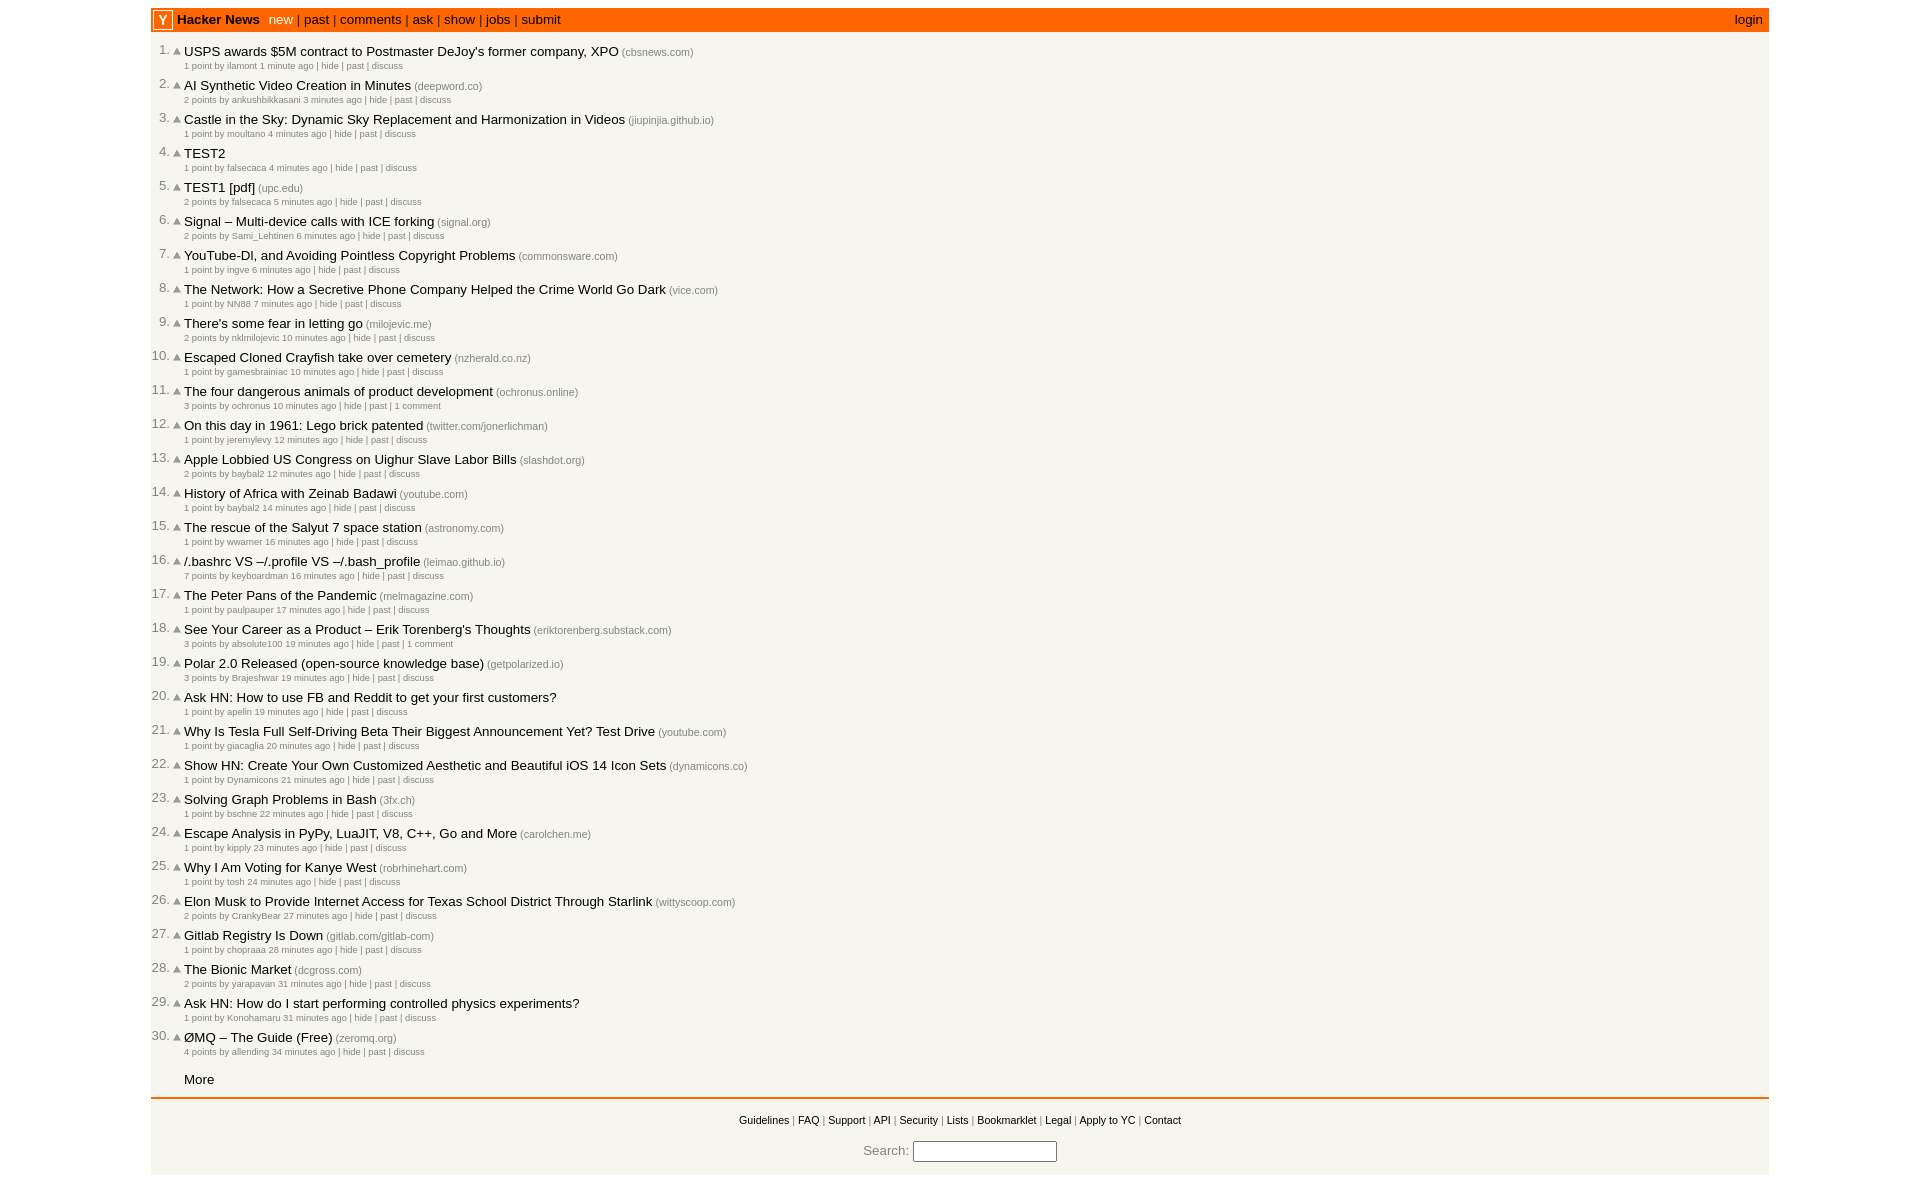 Y Hacker News new | past | comments | ask | show | jobs | submit login
1. USPS awards $5M contract to Postmaster DeJoy's former company, XPO (cbsnews.com)
1 point by ilamont 1 minute ago | hide | past | discuss
2. AI Synthetic Video Creation in Minutes (deepword.co)
2 points by ankushbikkasani 3 minutes ago | hide | past | discuss
3. Castle in the Sky: Dynamic Sky Replacement and Harmonization in Videos (jiupinjia.github.io)
1 point by moultano 4 minutes ago | hide | past | discuss
4. TEST2
1 point by falsecaca 4 minutes ago | hide | past | discuss
5. TEST1 [pdf] (upc.edu)
2 points by falsecaca 5 minutes ago | hide | past | discuss
6. Signal – Multi-device calls with ICE forking (signal.org)
2 points by Sami_Lehtinen 6 minutes ago | hide | past | discuss
7. YouTube-Dl, and Avoiding Pointless Copyright Problems (commonsware.com)
1 point by ingve 6 minutes ago | hide | past | discuss
8. The Network: How a Secretive Phone Company Helped the Crime World Go Dark (vice.com)
1 point by NN88 7 minutes ago | hide | past | discuss
9. There's some fear in letting go (milojevic.me)
2 points by nklmilojevic 10 minutes ago | hide | past | discuss
10. Escaped Cloned Crayfish take over cemetery (nzherald.co.nz)
1 point by gamesbrainiac 10 minutes ago | hide | past | discuss
11. The four dangerous animals of product development (ochronus.online)
3 points by ochronus 10 minutes ago | hide | past | 1 comment
12. On this day in 1961: Lego brick patented (twitter.com/jonerlichman)
1 point by jeremylevy 12 minutes ago | hide | past | discuss
13. Apple Lobbied US Congress on Uighur Slave Labor Bills (slashdot.org)
2 points by baybal2 12 minutes ago | hide | past | discuss
14. History of Africa with Zeinab Badawi (youtube.com)
1 point by baybal2 14 minutes ago | hide | past | discuss
15. The rescue of the Salyut 7 space station (astronomy.com)
1 point by wwarner 16 minutes ago | hide | past | discuss
16. /.bashrc VS –/.profile VS –/.bash_profile (leimao.github.io)
7 points by keyboardman 16 minutes ago | hide | past | discuss
17. The Peter Pans of the Pandemic (melmagazine.com)
1 point by paulpauper 17 minutes ago | hide | past | discuss
18. See Your Career as a Product – Erik Torenberg's Thoughts (eriktorenberg.substack.com)
3 points by absolute100 19 minutes ago | hide | past | 1 comment
19. Polar 2.0 Released (open-source knowledge base) (getpolarized.io)
3 points by Brajeshwar 19 minutes ago | hide | past | discuss
20. Ask HN: How to use FB and Reddit to get your first customers?
1 point by apelin 19 minutes ago | hide | past | discuss
21. Why Is Tesla Full Self-Driving Beta Their Biggest Announcement Yet? Test Drive (youtube.com)
1 point by giacaglia 20 minutes ago | hide | past | discuss
22. Show HN: Create Your Own Customized Aesthetic and Beautiful iOS 14 Icon Sets (dynamicons.co)
1 point by Dynamicons 21 minutes ago | hide | past | discuss
23. Solving Graph Problems in Bash (3fx.ch)
1 point by bschne 22 minutes ago | hide | past | discuss
24. Escape Analysis in PyPy, LuaJIT, V8, C++, Go and More (carolchen.me)
1 point by kipply 23 minutes ago | hide | past | discuss
25. Why I Am Voting for Kanye West (robrhinehart.com)
1 point by tosh 24 minutes ago | hide | past | discuss
26. Elon Musk to Provide Internet Access for Texas School District Through Starlink (wittyscoop.com)
2 points by CrankyBear 27 minutes ago | hide | past | discuss
27. Gitlab Registry Is Down (gitlab.com/gitlab-com)
1 point by chopraaa 28 minutes ago | hide | past | discuss
28. The Bionic Market (dcgross.com)
2 points by yarapavan 31 minutes ago | hide | past | discuss
29. Ask HN: How do I start performing controlled physics experiments?
1 point by Konohamaru 31 minutes ago | hide | past | discuss
30. ØMQ – The Guide (Free) (zeromq.org)
4 points by allending 34 minutes ago | hide | past | discuss
More
Guidelines | FAQ | Support | API | Security | Lists | Bookmarklet | Legal | Apply to YC | Contact
Search: